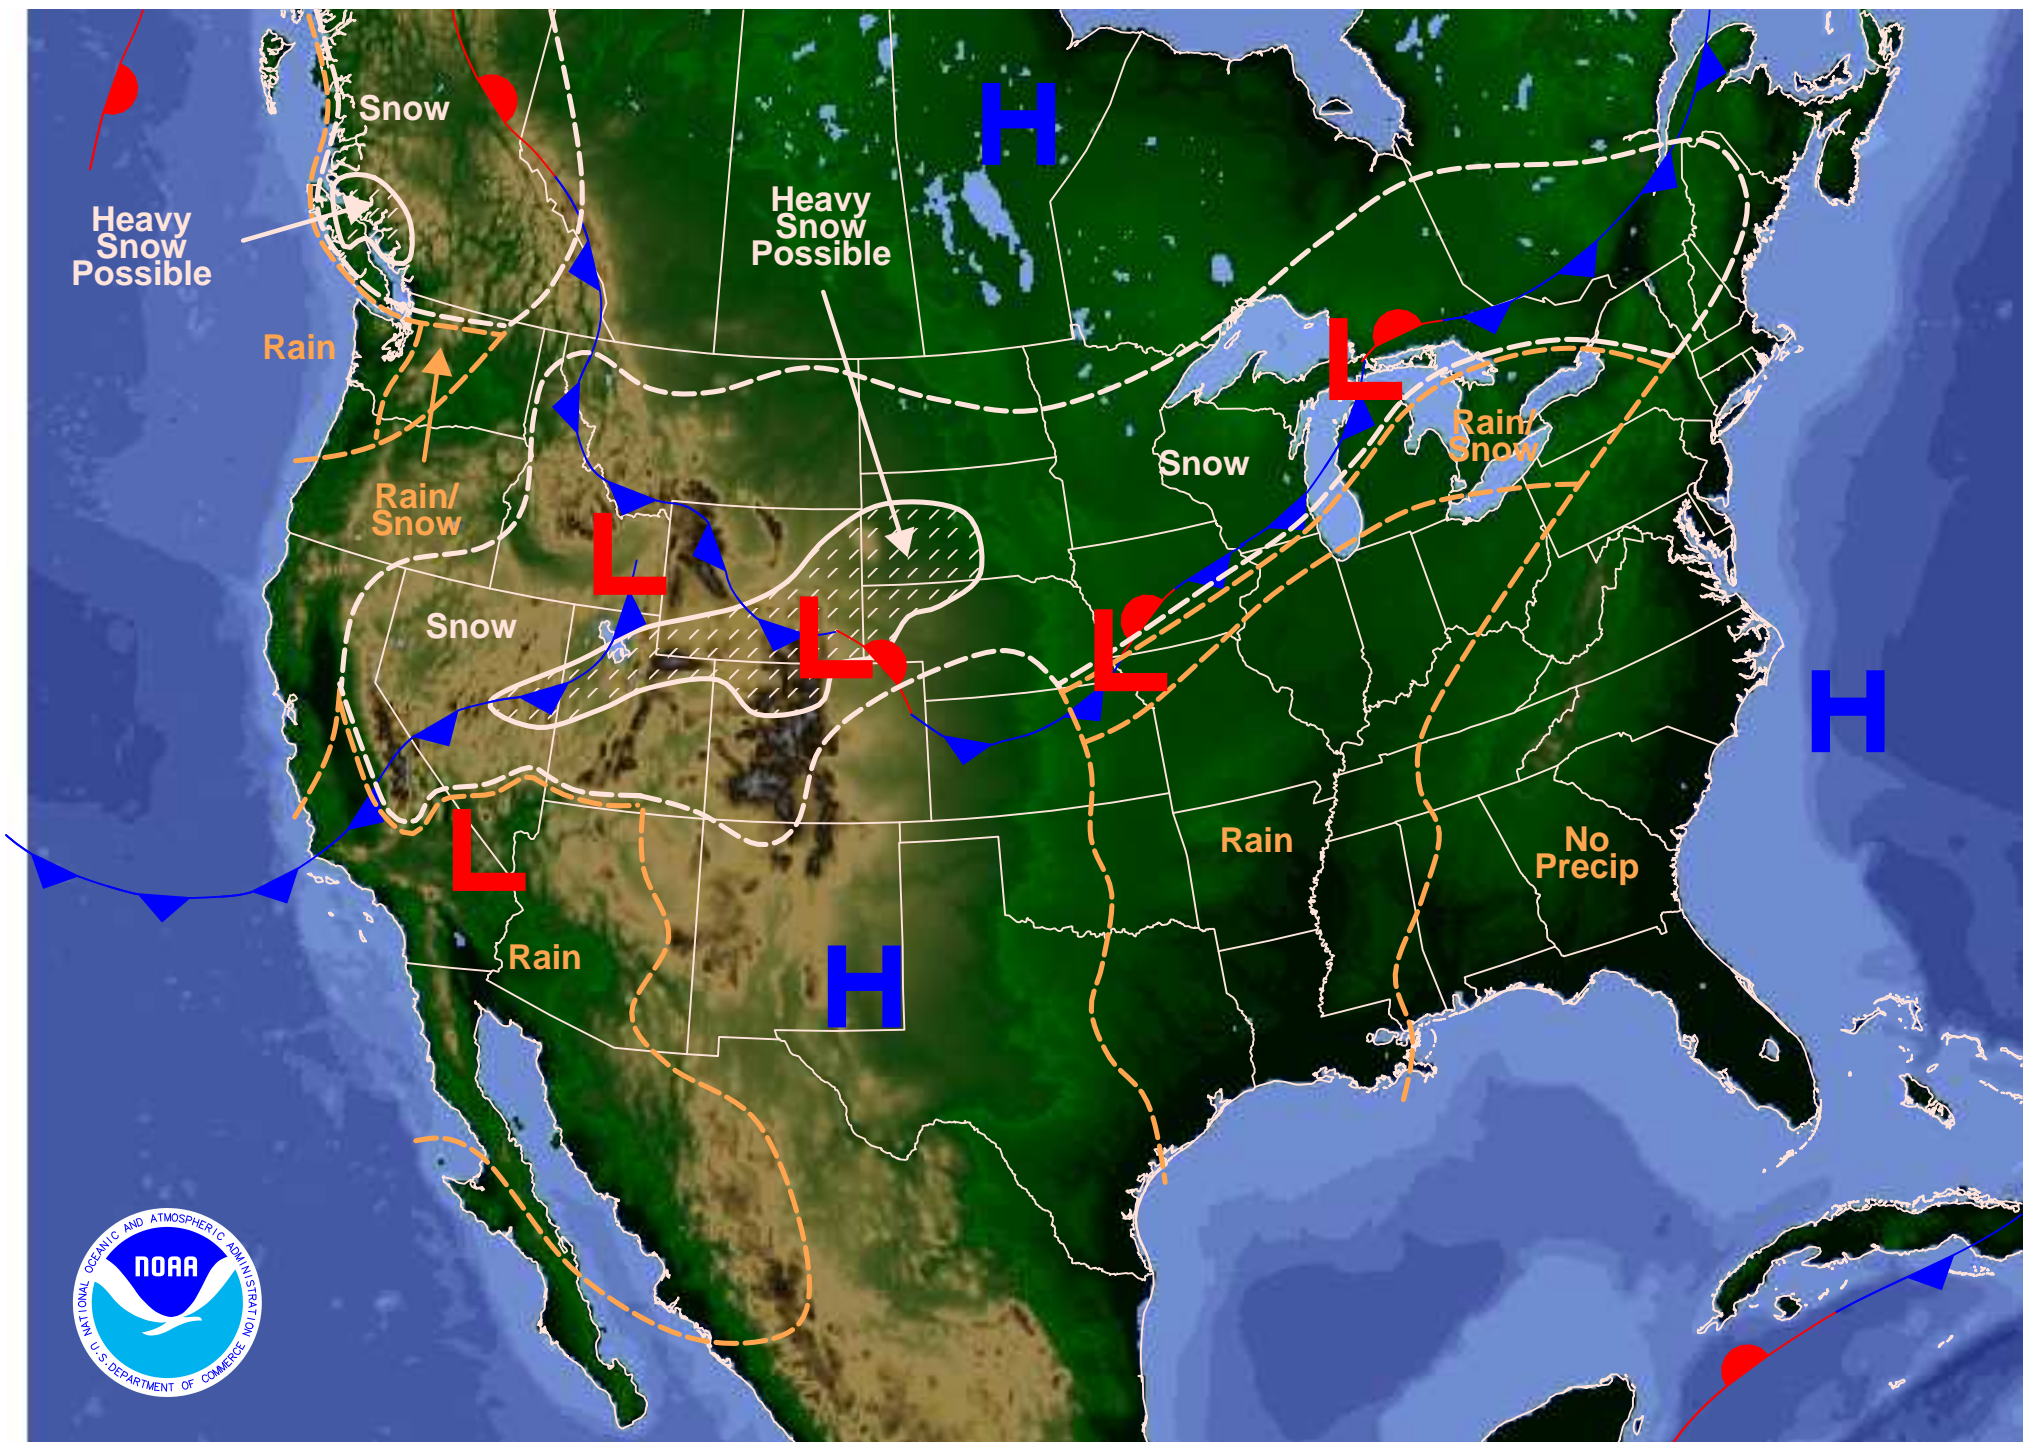 Snow
H
Heavy
Snow
Possible
Heavy
Snow
Possible
Rain
L
Rain/
Snow
Snow
Rain/
Snow
L
Snow
L
L
H
L
Rain
No
Precip
Rain
H
NATIONAL OCEANIC AND ATMOSPHERIC ADMINISTRATION
NOAA
U.S. DEPARTMENT OF COMMERCE